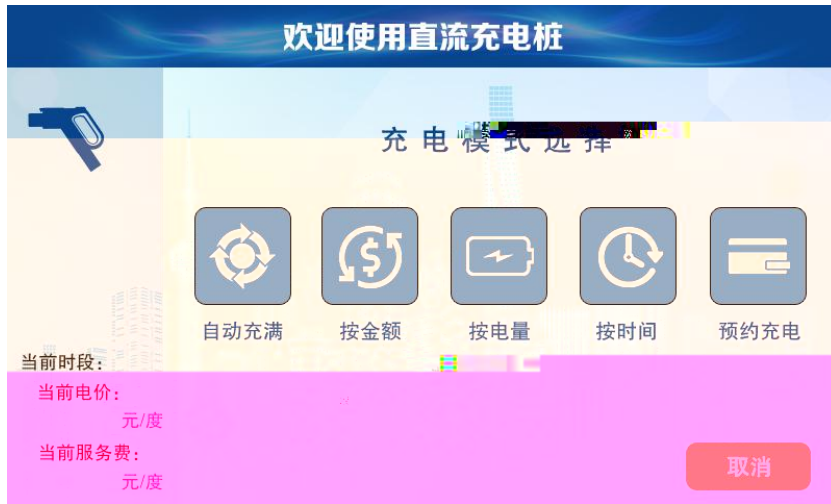 欢迎使用直流充电桩
充电模式选择
自动充满 按金额 按电量 按时间 预约充电
当前时段：
当前电价：
元/度
当前服务费：
元/度
取消